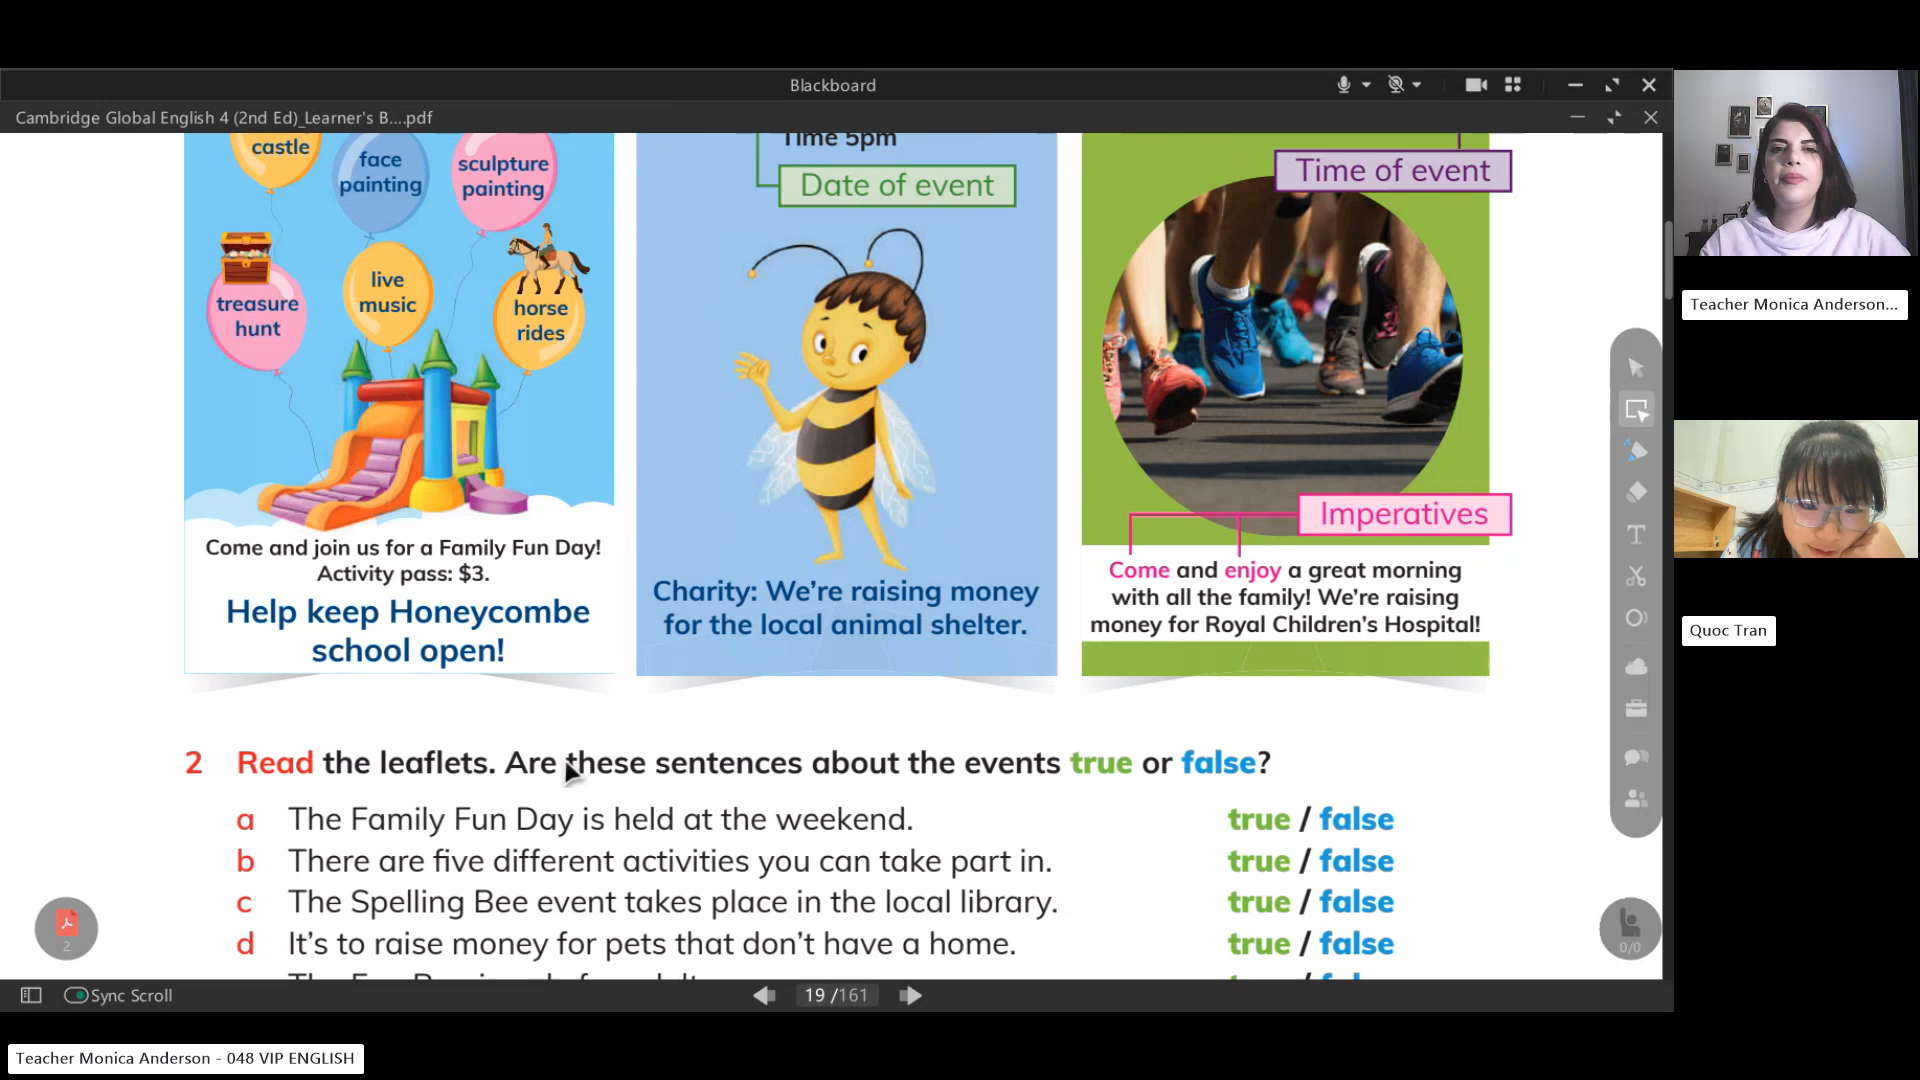 Blackboard
Cambridge Global English 4 (2nd Ed)_Learner's B....pdf
castle
face
painting
sculpture
painting
treasure
hunt
live
music
horse
rides
Come and join us for a Family Fun Day!
Activity pass: $3.
Help keep Honeycombe
school open!
Time 5pm
Date of event
Charity: We're raising money
for the local animal shelter.
Time of event
Imperatives
Come and enjoy a great morning
with all the family! We're raising
money for Royal Children's Hospital!
2 Read the leaflets. Are these sentences about the events true or false?
a The Family Fun Day is held at the weekend. true / false
b There are five different activities you can take part in. true / false
c The Spelling Bee event takes place in the local library. true / false
d It's to raise money for pets that don't have a home. true / false
2
0/0
Sync Scroll
19 /161
Teacher Monica Anderson...
Quoc Tran
Teacher Monica Anderson - 048 VIP ENGLISH